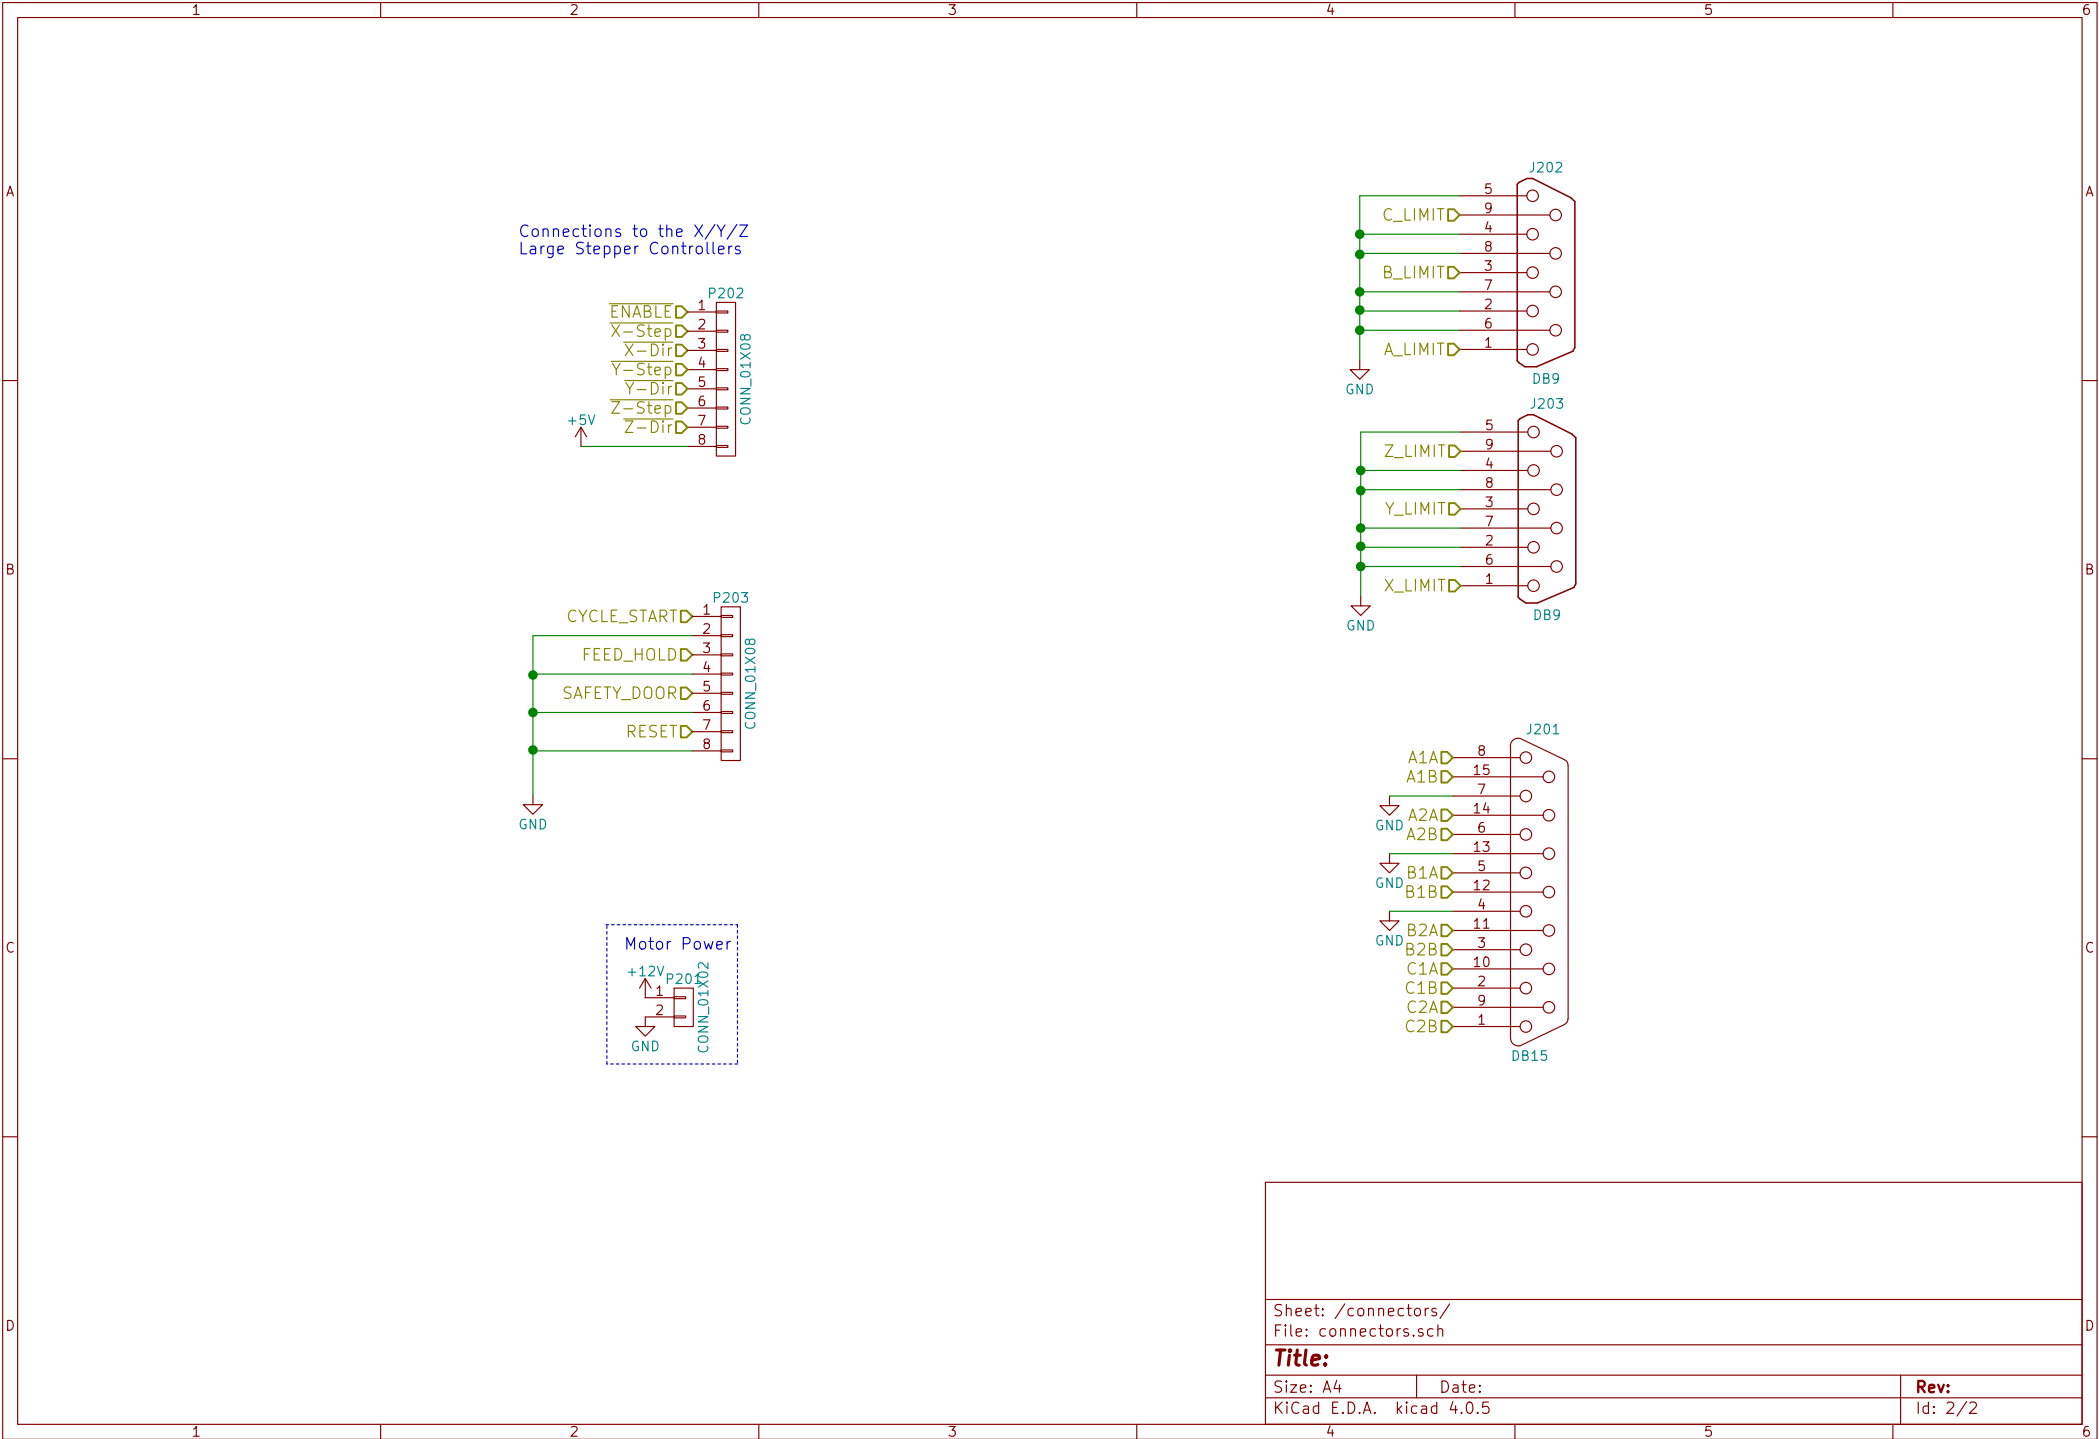 1 2 3 4 5 6
A A
B B
C C
D D
1 2 3 4 5 6
Connections to the X/Y/Z
Large Stepper Controllers
P202
ENABLE 1
X-Step 2
X-Dir 3
Y-Step 4
Y-Dir 5
Z-Step 6
Z-Dir 7
+5V 8
CONN_01X08
P203
CYCLE_START 1
2
FEED_HOLD 3
4
SAFETY_DOOR 5
6
RESET 7
8
CONN_01X08
GND
Motor Power
+12V P201
1
2
GND
CONN_01X02
J202
5
C_LIMIT 9
4
8
B_LIMIT 3
7
2
6
A_LIMIT 1
GND
DB9
J203
5
Z_LIMIT 9
4
8
Y_LIMIT 3
7
2
6
X_LIMIT 1
GND
DB9
J201
A1A 8
A1B 15
7
GND
A2A 14
A2B 6
13
GND
B1A 5
B1B 12
4
GND
B2A 11
B2B 3
C1A 10
C1B 2
C2A 9
C2B 1
DB15
Sheet: /connectors/
File: connectors.sch
Title:
Size: A4 Date: Rev:
KiCad E.D.A. kicad 4.0.5 Id: 2/2